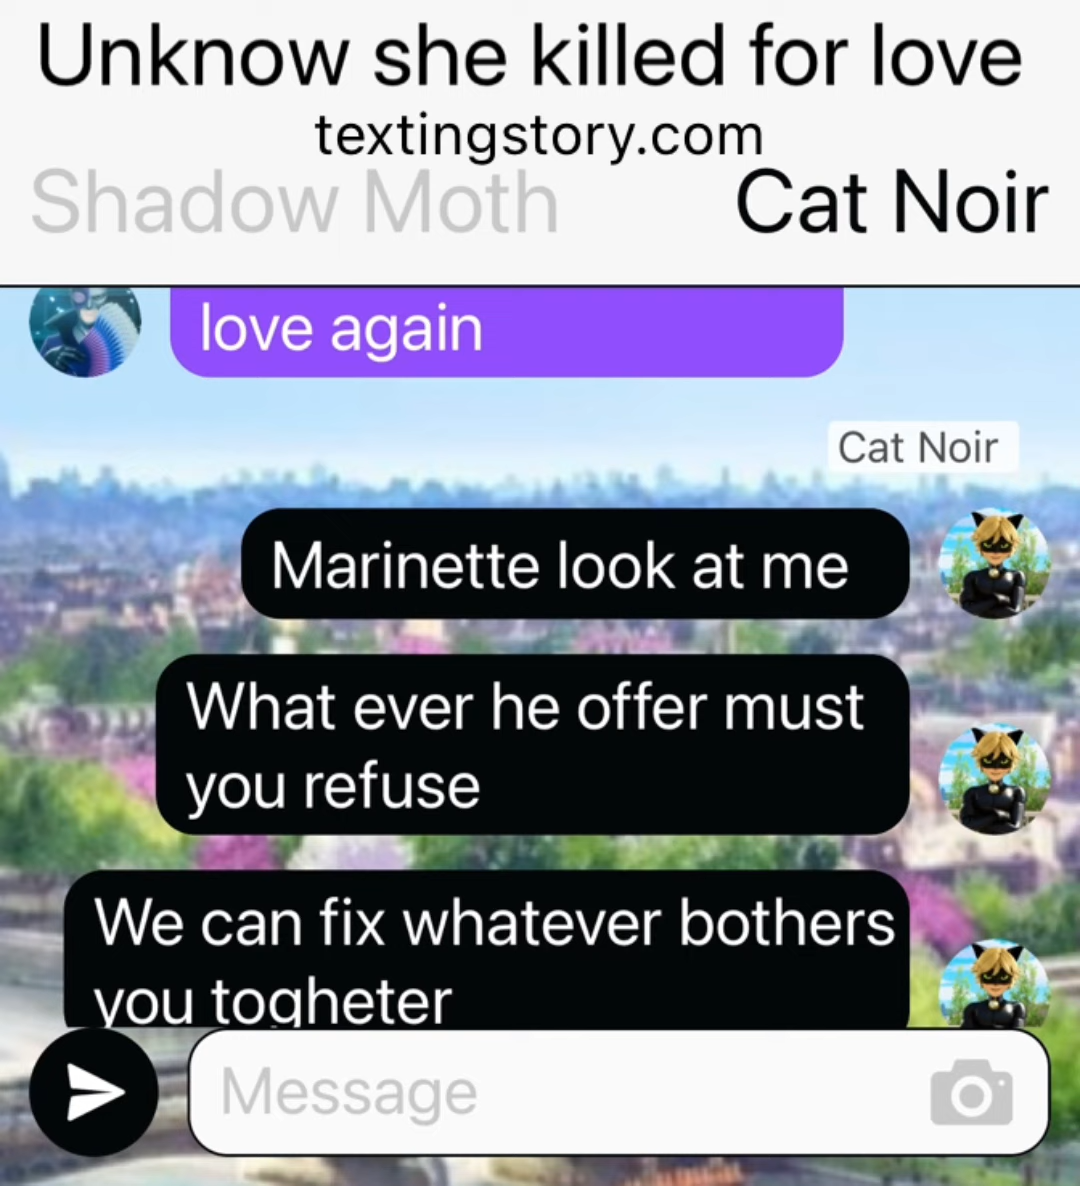 Unknow she killed for love
textingstory.com
Shadow Moth Cat Noir
love again
Cat Noir
Marinette look at me
What ever he offer must
you refuse
We can fix whatever bothers
you togheter
Message